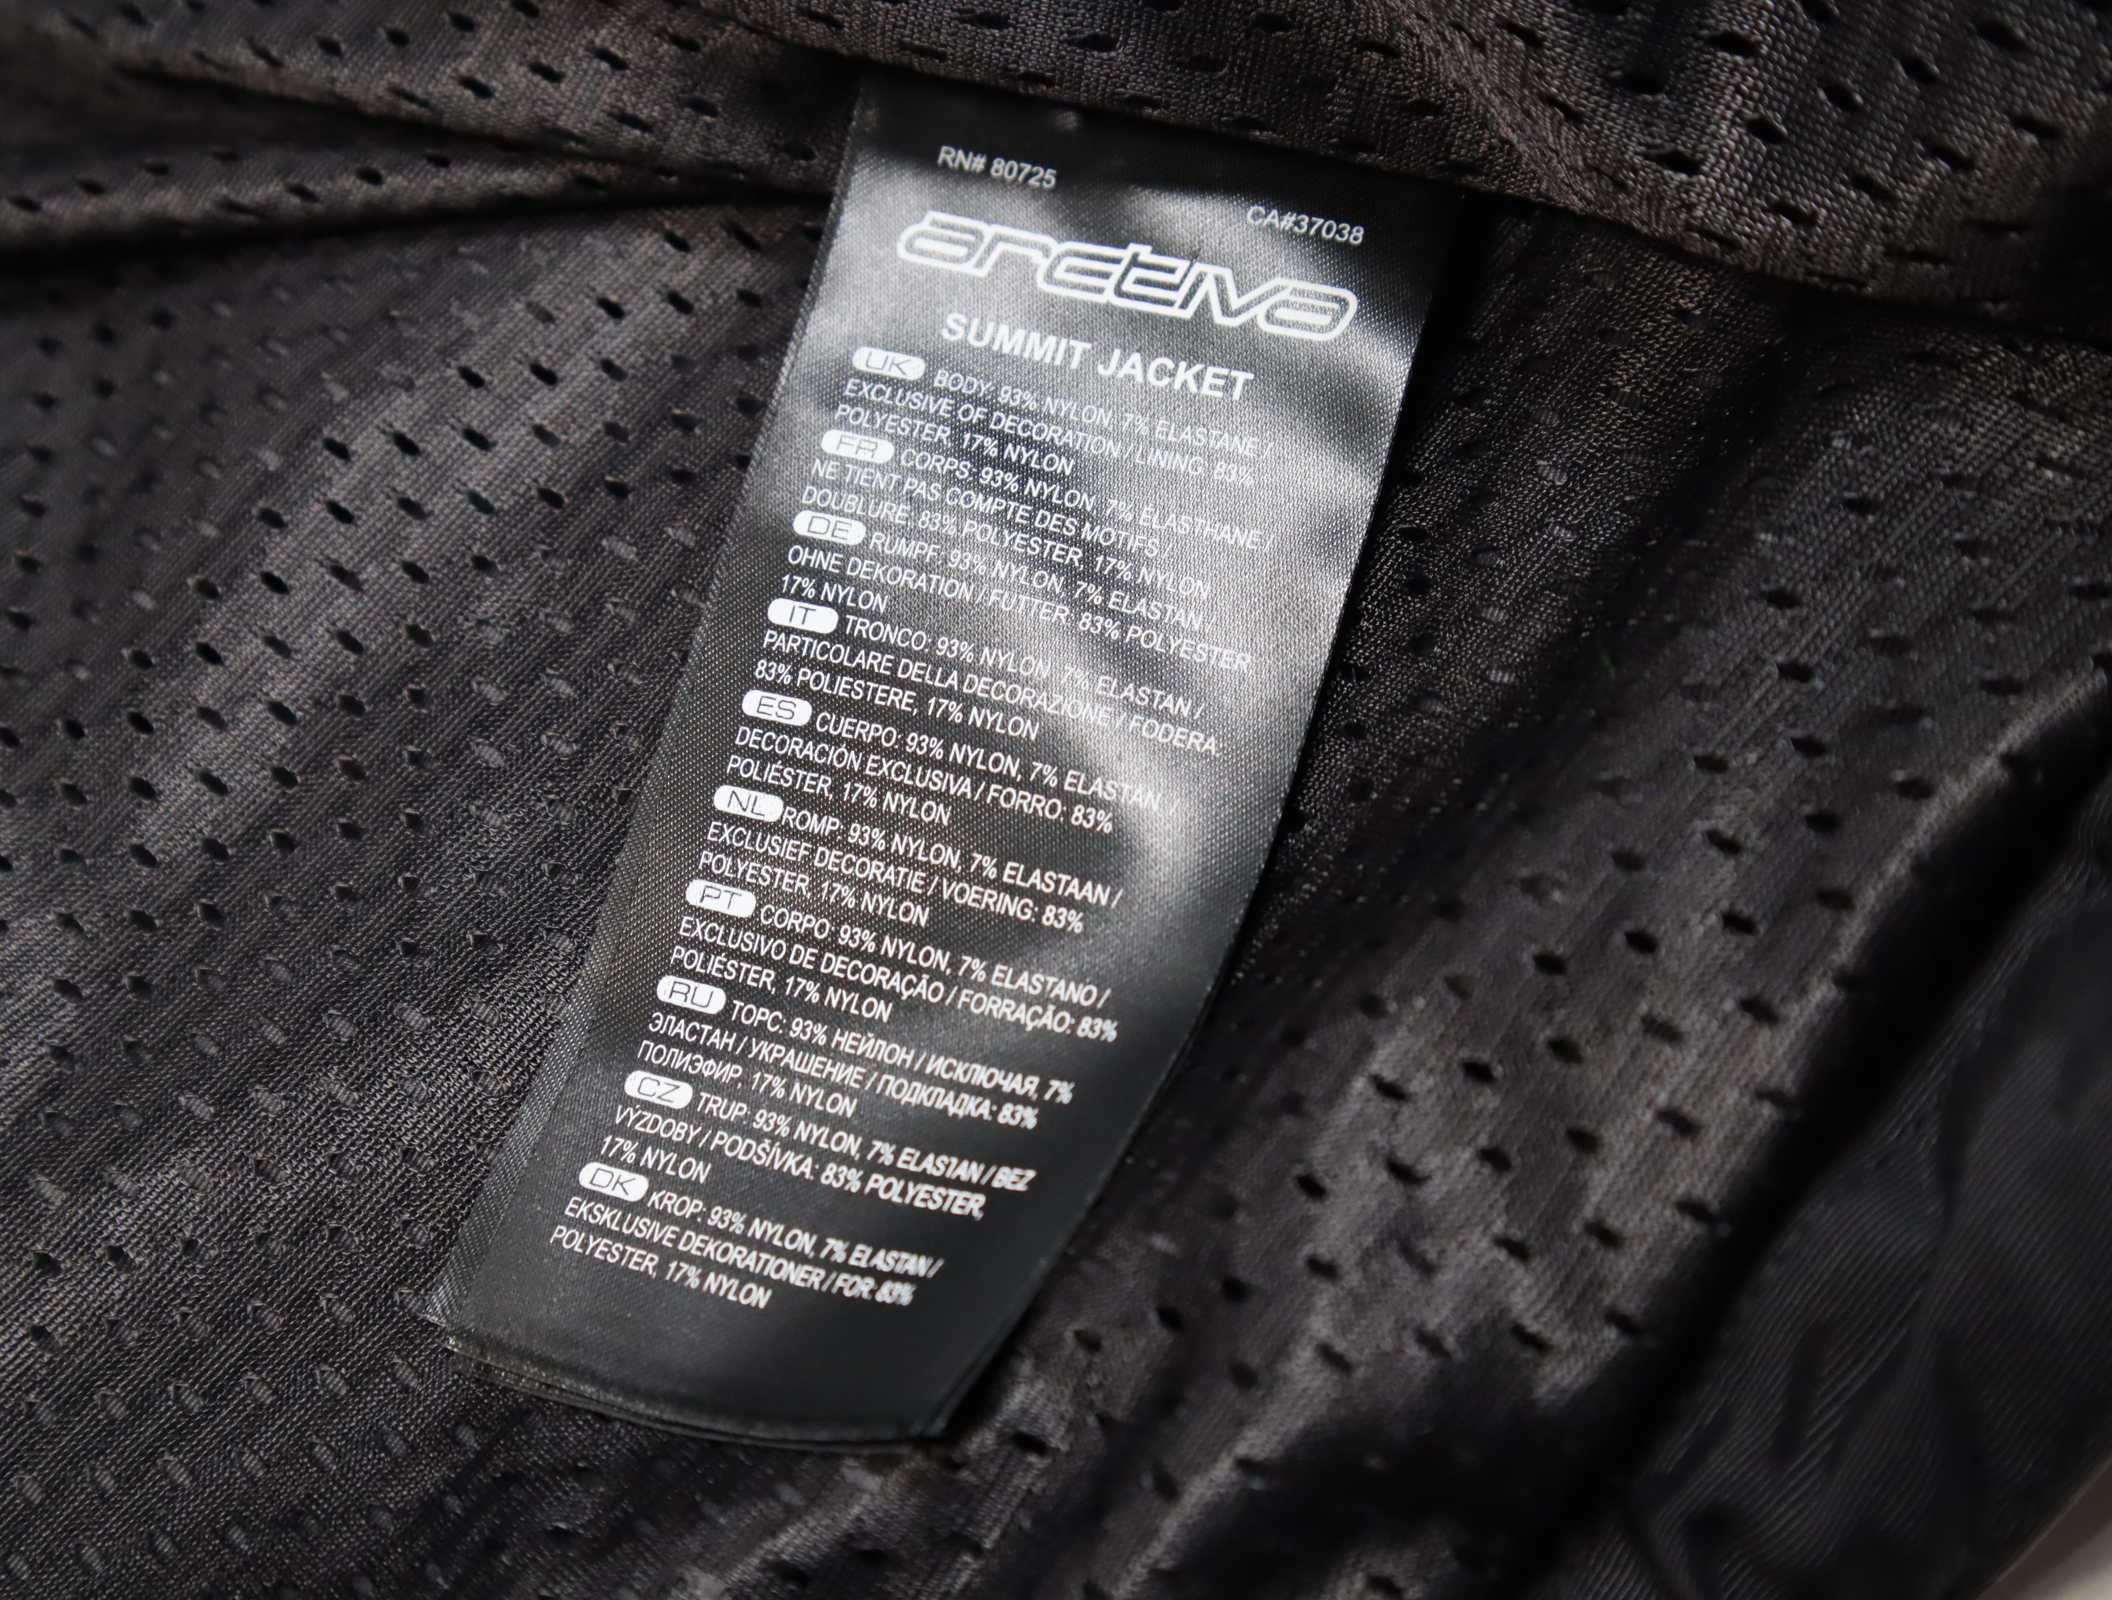 RN# 80725
CA#37038
arctiva
SUMMIT JACKET
UK BODY: 93% NYLON, 7% ELASTANE /
EXCLUSIVE OF DECORATION / LINING: 83%
POLYESTER, 17% NYLON
FR CORPS: 93% NYLON, 7% ÉLASTHANE
NE TIENT PAS COMPTE DES MOTIFS /
DOUBLURE: 83% POLYESTER, 17% NYLON
DE RUMPF: 93% NYLON, 7% ELASTAN
OHNE DEKORATION / FUTTER: 83% POLYESTER
17% NYLON
IT TRONCO: 93% NYLON, 7% ELASTAN /
PARTICOLARE DELLA DECORAZIONE / FODERA:
83% POLIESTERE, 17% NYLON
ES CUERPO: 93% NYLON, 7% ELASTAN /
DECORACIÓN EXCLUSIVA / FORRO: 83%
POLIÉSTER, 17% NYLON
NL ROMP: 93% NYLON, 7% ELASTAAN /
EXCLUSIEF DECORATIE / VOERING: 83%
POLYESTER, 17% NYLON
PT CORPO: 93% NYLON, 7% ELASTANO /
EXCLUSIVO DE DECORAÇÃO / FORRAÇÃO: 83%
POLIÉSTER, 17% NYLON
RU ТОРС: 93% НЕЙЛОН / ИСКЛЮЧАЯ, 7%
ЭЛАСТАН / УКРАШЕНИЕ / ПОДКЛАДКА: 83%
ПОЛИЭФИР, 17% NYLON
CZ TRUP: 93% NYLON, 7% ELASTAN / BEZ
VÝZDOBY / PODŠÍVKA: 83% POLYESTER,
17% NYLON
DK KROP: 93% NYLON, 7% ELASTAN /
EKSKLUSIVE DEKORATIONER / FOR: 83%
POLYESTER, 17% NYLON